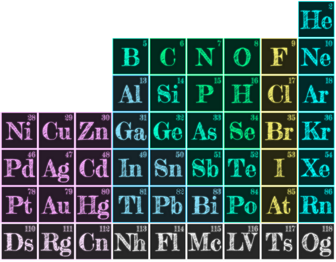 2
He
5 6 7 8 9 10
B C N O F Ne
13 14 15 16 17 18
Al Si P H Cl Ar
28 29 30 31 32 33 34 35 36
Ni Cu Zn Ga Ge As Se Br Kr
46 47 48 49 50 51 52 53 54
Pd Ag Cd In Sn Sb Te I Xe
78 79 80 81 82 83 84 85 86
Pt Au Hg Tl Pb Bi Po At Rn
110 111 112 113 114 115 116 117 118
Ds Rg Cn Nh Fl Mc LV Ts Og